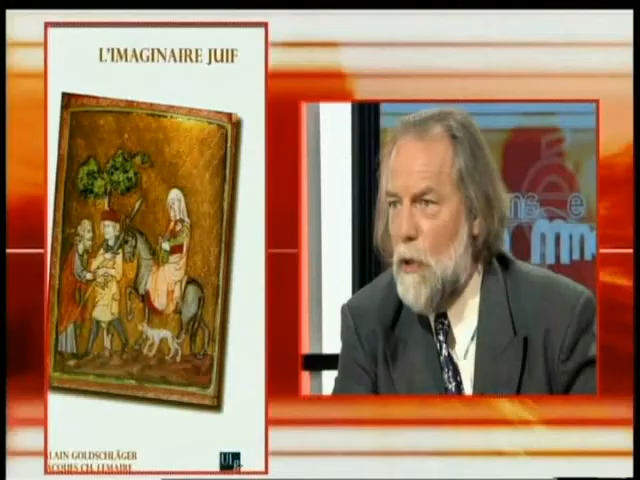 L'IMAGINAIRE JUIF
LAIN GOLDSCHLÄGER
ACQUES CH. LEMAIRE